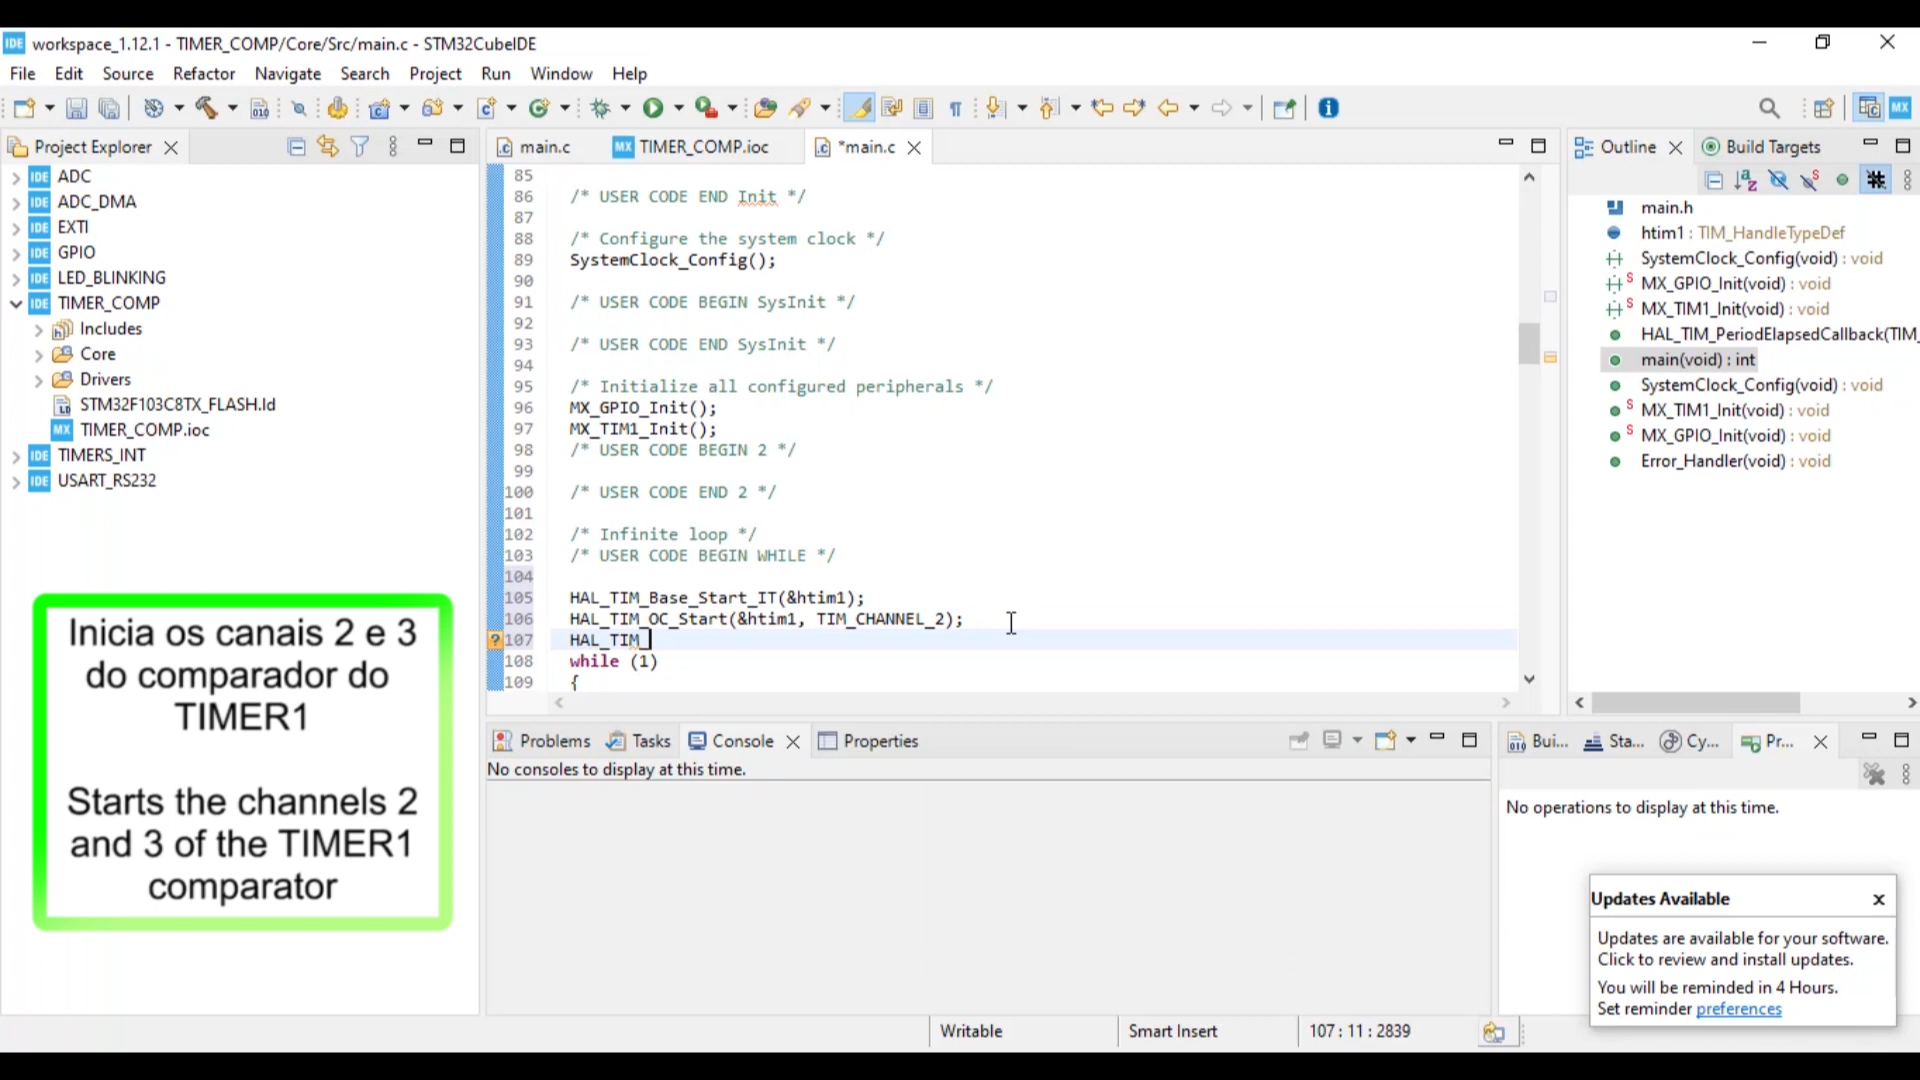 workspace_1.12.1 - TIMER_COMP/Core/Src/main.c - STM32CubeIDE
File Edit Source Refactor Navigate Search Project Run Window Help
Project Explorer
ADC
ADC_DMA
EXTI
GPIO
LED_BLINKING
TIMER_COMP
Includes
Core
Drivers
STM32F103C8TX_FLASH.ld
TIMER_COMP.ioc
TIMERS_INT
USART_RS232
Inicia os canais 2 e 3
do comparador do
TIMER1
Starts the channels 2
and 3 of the TIMER1
comparator
main.c TIMER_COMP.ioc *main.c
85
86 /* USER CODE END Init */
87
88 /* Configure the system clock */
89 SystemClock_Config();
90
91 /* USER CODE BEGIN SysInit */
92
93 /* USER CODE END SysInit */
94
95 /* Initialize all configured peripherals */
96 MX_GPIO_Init();
97 MX_TIM1_Init();
98 /* USER CODE BEGIN 2 */
99
100 /* USER CODE END 2 */
101
102 /* Infinite loop */
103 /* USER CODE BEGIN WHILE */
104
105 HAL_TIM_Base_Start_IT(&htim1);
106 HAL_TIM_OC_Start(&htim1, TIM_CHANNEL_2);
107 HAL_TIM_
108 while (1)
109 {
Outline Build Targets
main.h
htim1 : TIM_HandleTypeDef
SystemClock_Config(void) : void
MX_GPIO_Init(void) : void
MX_TIM1_Init(void) : void
HAL_TIM_PeriodElapsedCallback(TIM_
main(void) : int
SystemClock_Config(void) : void
MX_TIM1_Init(void) : void
MX_GPIO_Init(void) : void
Error_Handler(void) : void
Problems Tasks Console Properties
No consoles to display at this time.
Bui... Sta... Cy... Pr...
No operations to display at this time.
Updates Available
Updates are available for your software.
Click to review and install updates.
You will be reminded in 4 Hours.
Set reminder preferences
Writable Smart Insert 107 : 11 : 2839